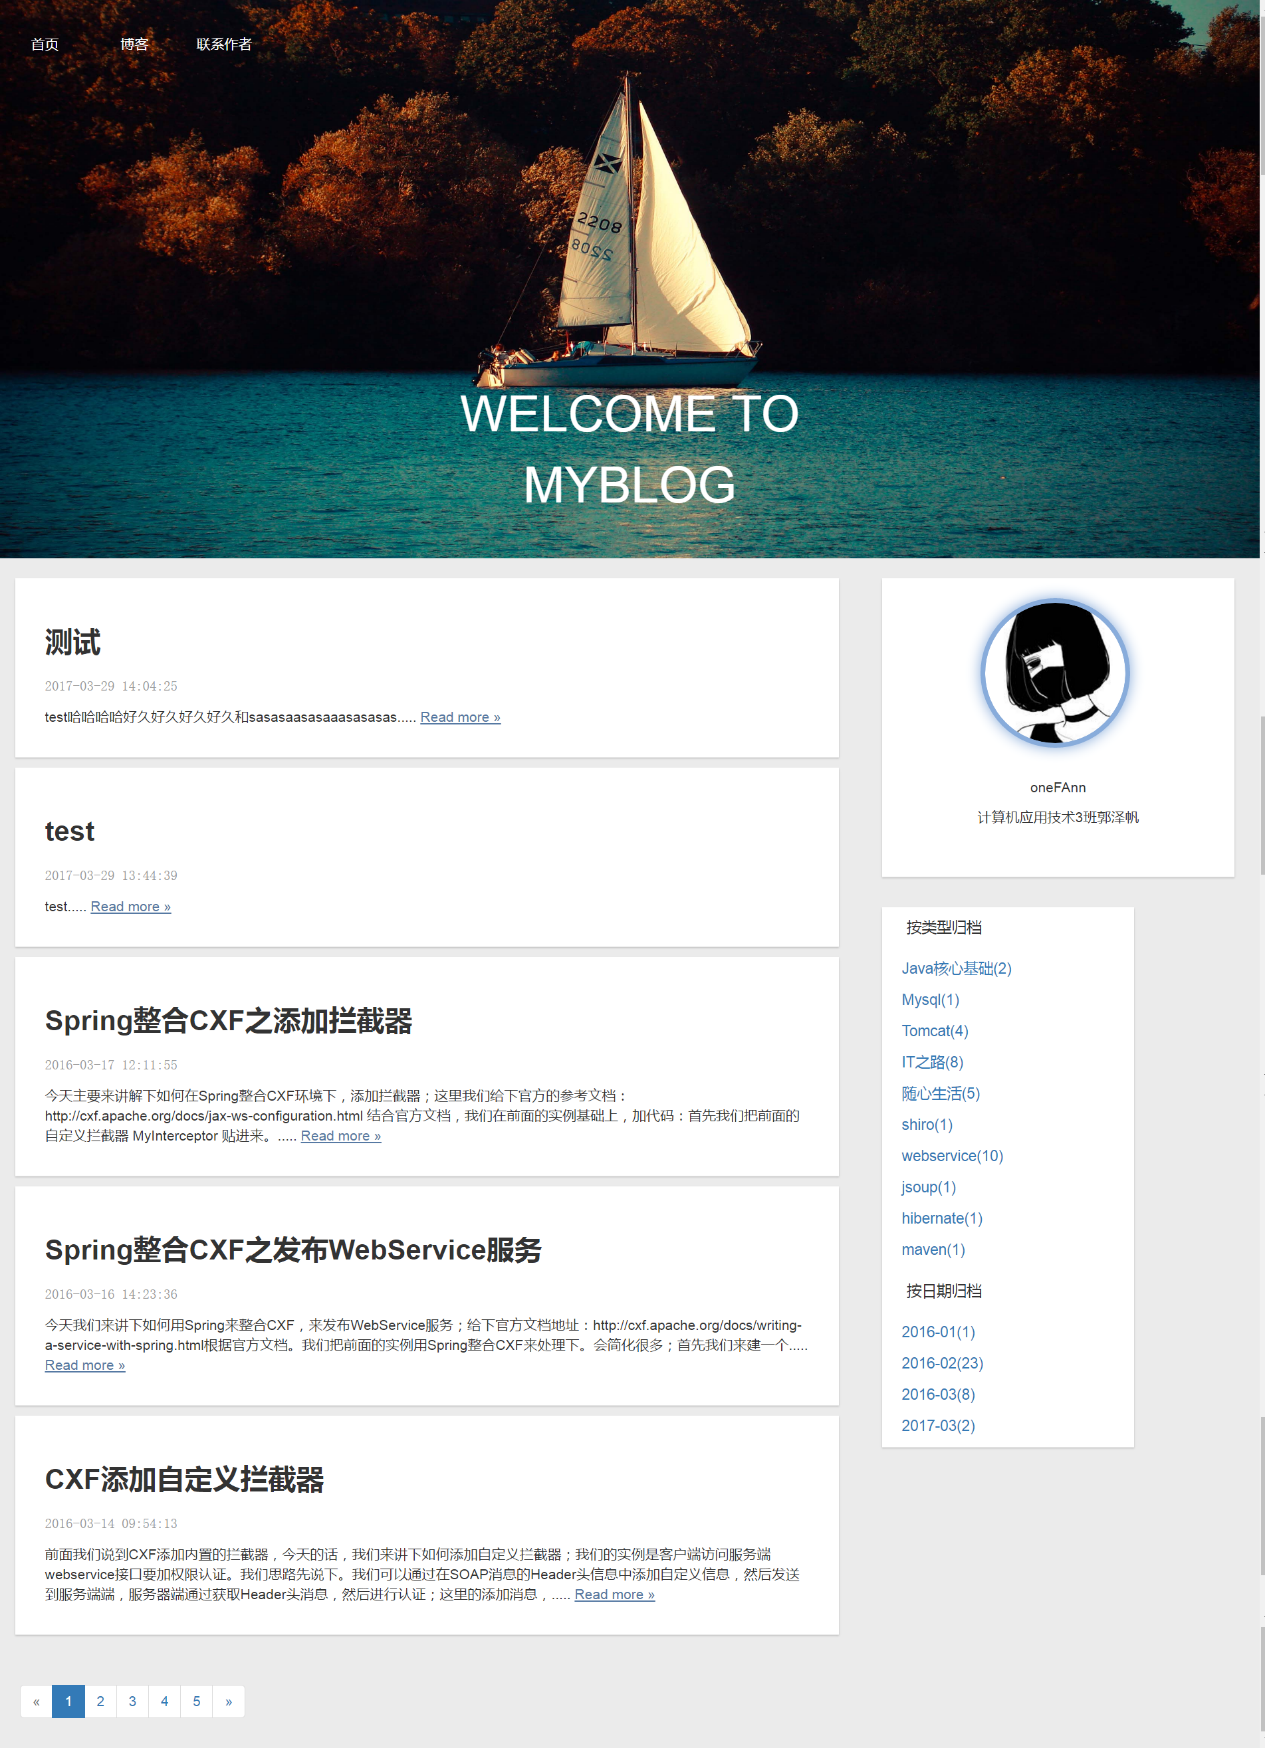 首页 博客 联系作者
2208
2208
WELCOME TO
MYBLOG
测试
2017-03-29 14:04:25
test哈哈哈哈好久好久好久好久和sasasaasasaaasasasas..... Read more »
test
2017-03-29 13:44:39
test..... Read more »
Spring整合CXF之添加拦截器
2016-03-17 12:11:55
今天主要来讲解下如何在Spring整合CXF环境下，添加拦截器；这里我们给下官方的参考文档：
http://cxf.apache.org/docs/jax-ws-configuration.html 结合官方文档，我们在前面的实例基础上，加代码：首先我们把前面的
自定义拦截器 MyInterceptor 贴进来。..... Read more »
Spring整合CXF之发布WebService服务
2016-03-16 14:23:36
今天我们来讲下如何用Spring来整合CXF，来发布WebService服务；给下官方文档地址：http://cxf.apache.org/docs/writing-
a-service-with-spring.html根据官方文档。我们把前面的实例用Spring整合CXF来处理下。会简化很多；首先我们来建一个.....
Read more »
CXF添加自定义拦截器
2016-03-14 09:54:13
前面我们说到CXF添加内置的拦截器，今天的话，我们来讲下如何添加自定义拦截器；我们的实例是客户端访问服务端
webservice接口要加权限认证。我们思路先说下。我们可以通过在SOAP消息的Header头信息中添加自定义信息，然后发送
到服务端端，服务器端通过获取Header头消息，然后进行认证；这里的添加消息，..... Read more »
« 1 2 3 4 5 »
oneFAnn
计算机应用技术3班郭泽帆
按类型归档
Java核心基础(2)
Mysql(1)
Tomcat(4)
IT之路(8)
随心生活(5)
shiro(1)
webservice(10)
jsoup(1)
hibernate(1)
maven(1)
按日期归档
2016-01(1)
2016-02(23)
2016-03(8)
2017-03(2)